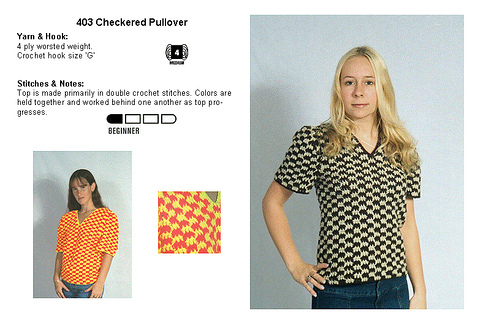 403 Checkered Pullover
Yarn & Hook:
4 ply worsted weight.
Crochet hook size "G"
4
MEDIUM
Stitches & Notes:
Top is made primarily in double crochet stitches. Colors are
held together and worked behind one another as top pro-
gresses.
BEGINNER